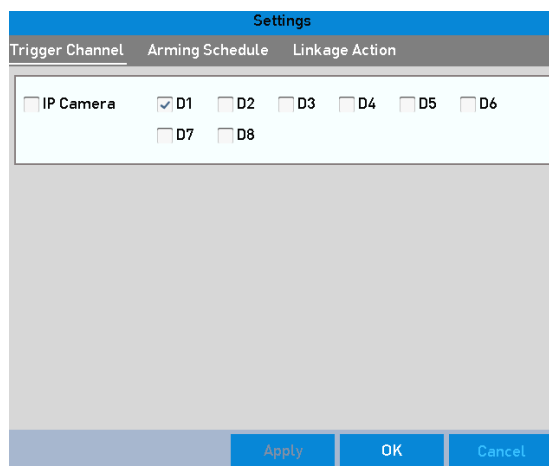 Settings
Trigger Channel Arming Schedule Linkage Action
IP Camera D1 D2 D3 D4 D5 D6
D7 D8
Apply OK Cancel